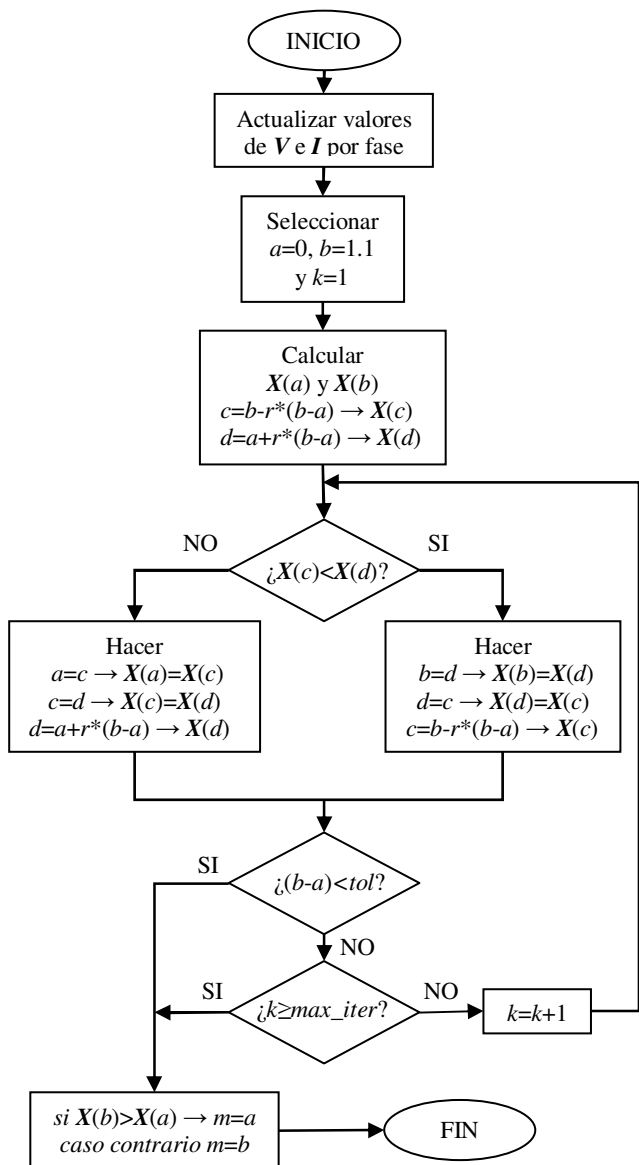 INICIO
Actualizar valores
de V e I por fase
Seleccionar
a=0, b=1.1
y k=1
Calcular
X(a) y X(b)
c=b-r*(b-a) → X(c)
d=a+r*(b-a) → X(d)
NO
SI
¿X(c)<X(d)?
Hacer
a=c → X(a)=X(c)
c=d → X(c)=X(d)
d=a+r*(b-a) → X(d)
Hacer
b=d → X(b)=X(d)
d=c → X(d)=X(c)
c=b-r*(b-a) → X(c)
SI
¿(b-a)<tol?
NO
SI
¿k≥max_iter?
NO
k=k+1
si X(b)>X(a) → m=a
caso contrario m=b
FIN